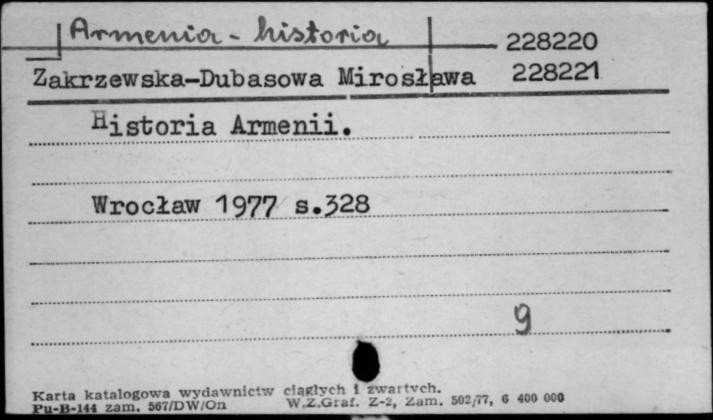 Armenia - historia 228220
Zakrzewska-Dubasowa Mirosława 228221
Historia Armenii.
Wrocław 1977 s.328
9
Karta katalogowa wydawnictw ciągłych i zwartych.
Pu-B-144 zam. 567/DW/On W.Z.Graf. Z-2, Zam. 502/77, 6 400 000